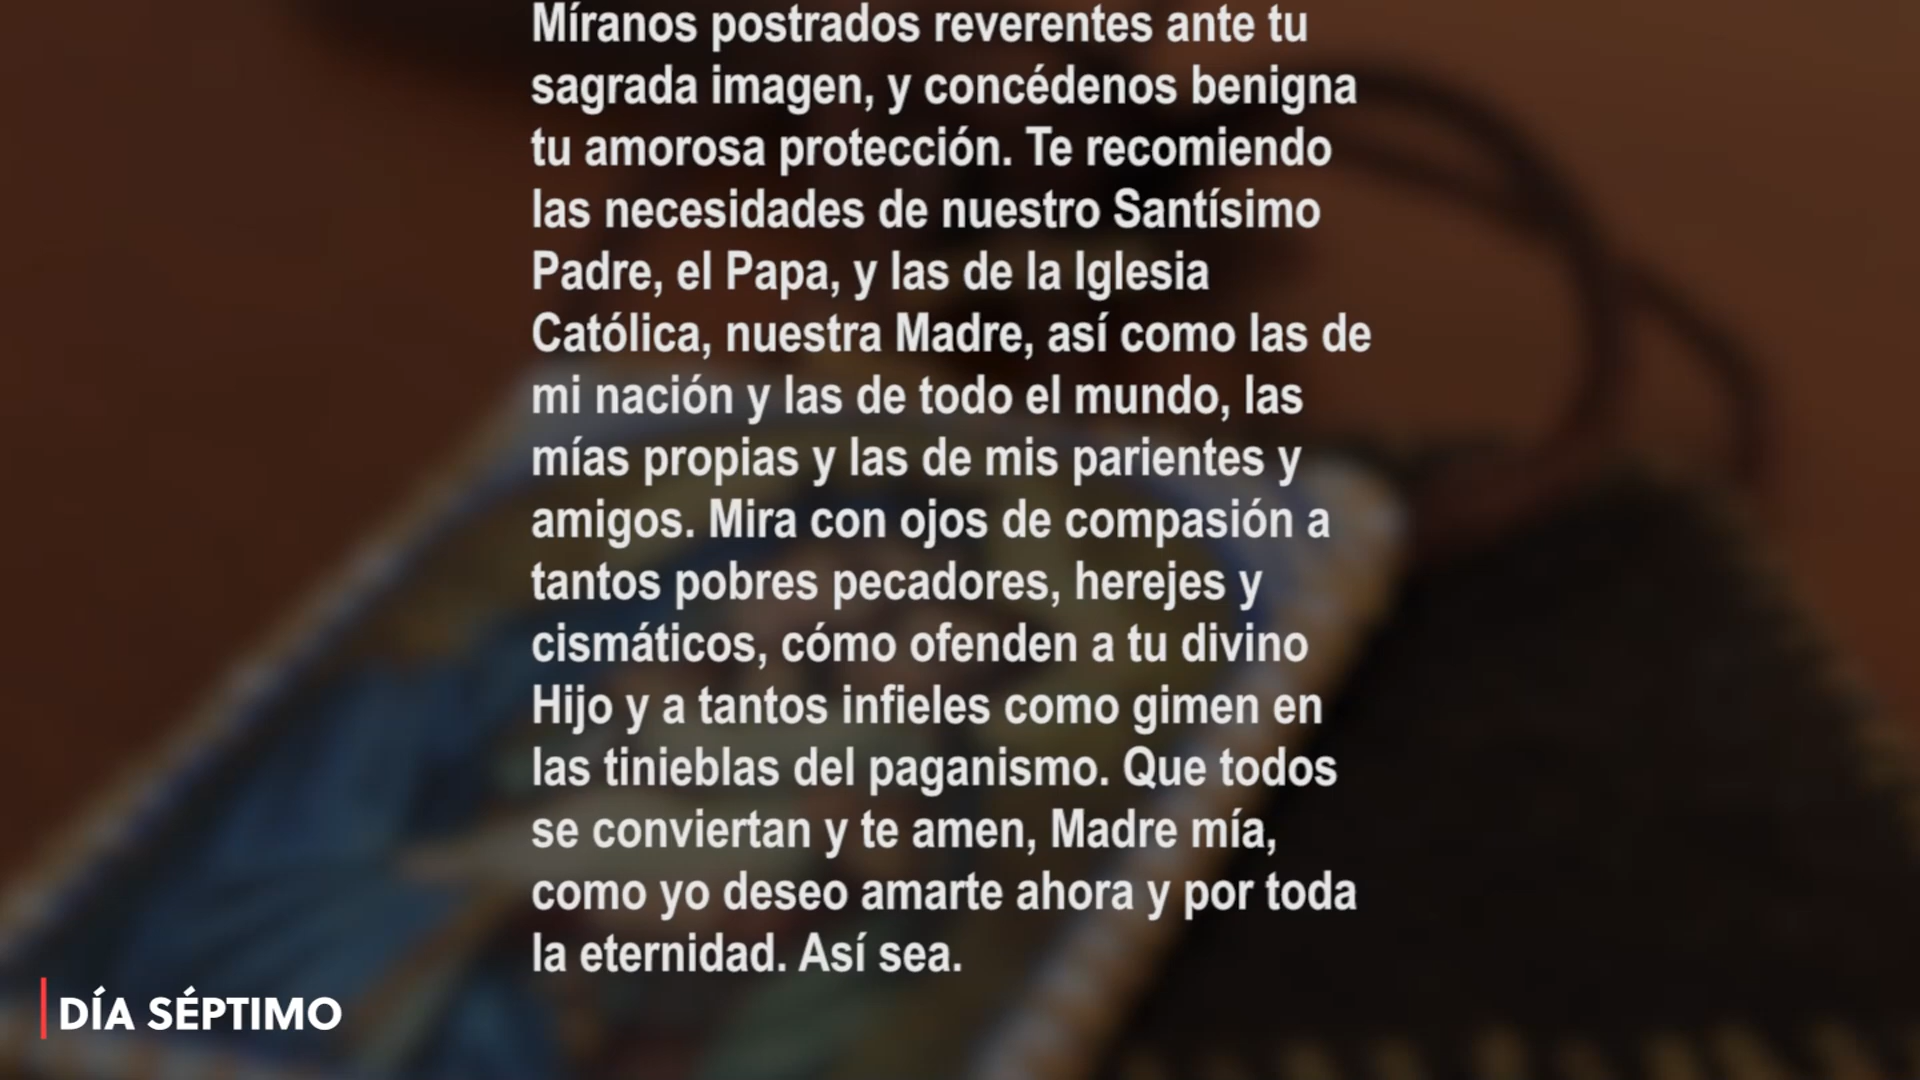 Míranos postrados reverentes ante tu
sagrada imagen, y concédenos benigna
tu amorosa protección. Te recomiendo
las necesidades de nuestro Santísimo
Padre, el Papa, y las de la Iglesia
Católica, nuestra Madre, así como las de
mi nación y las de todo el mundo, las
mías propias y las de mis parientes y
amigos. Mira con ojos de compasión a
tantos pobres pecadores, herejes y
cismáticos, cómo ofenden a tu divino
Hijo y a tantos infieles como gimen en
las tinieblas del paganismo. Que todos
se conviertan y te amen, Madre mía,
como yo deseo amarte ahora y por toda
la eternidad. Así sea.
DÍA SÉPTIMO